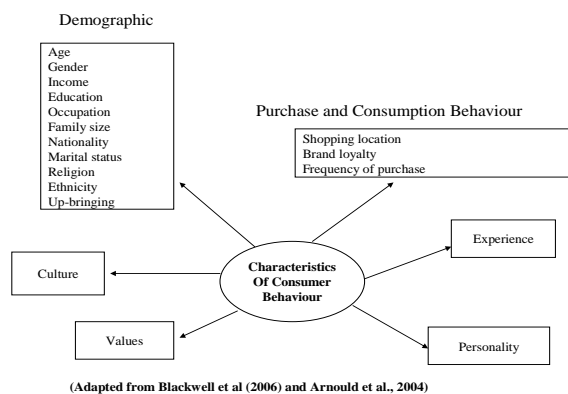 Demographic
Age
Gender
Income
Education
Occupation
Family size
Nationality
Marital status
Religion
Ethnicity
Up-bringing
Purchase and Consumption Behaviour
Shopping location
Brand loyalty
Frequency of purchase
Experience
Culture
Characteristics
Of Consumer
Behaviour
Values
Personality
(Adapted from Blackwell et al (2006) and Arnould et al., 2004)